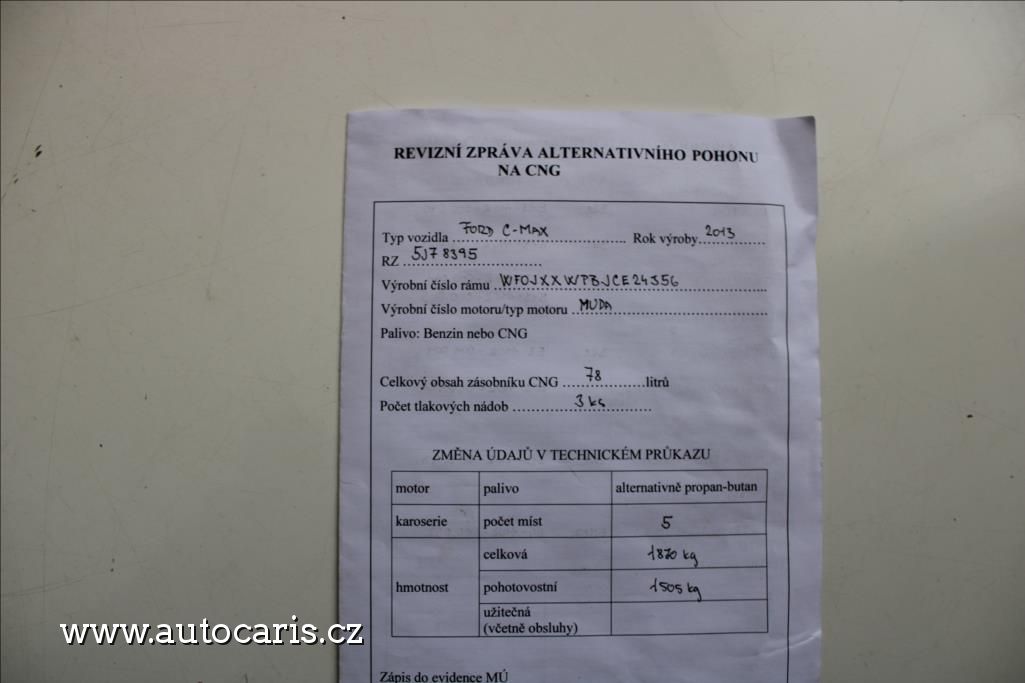 REVIZNÍ ZPRÁVA ALTERNATIVNÍHO POHONU
NA CNG
Typ vozidla FORD C-MAX Rok výroby 2013
RZ 5J7 8395
Výrobní číslo rámu WF0JXXWPBJCE24356
Výrobní číslo motoru/typ motoru MUDA
Palivo: Benzin nebo CNG
Celkový obsah zásobníku CNG 78 litrů
Počet tlakových nádob 3 ks
ZMĚNA ÚDAJŮ V TECHNICKÉM PRŮKAZU
motor palivo alternativně propan-butan
karoserie počet míst 5
celková 1870 kg
hmotnost pohotovostní 1505 kg
užitečná
(včetně obsluhy)
Zápis do evidence MÚ
www.autocaris.cz